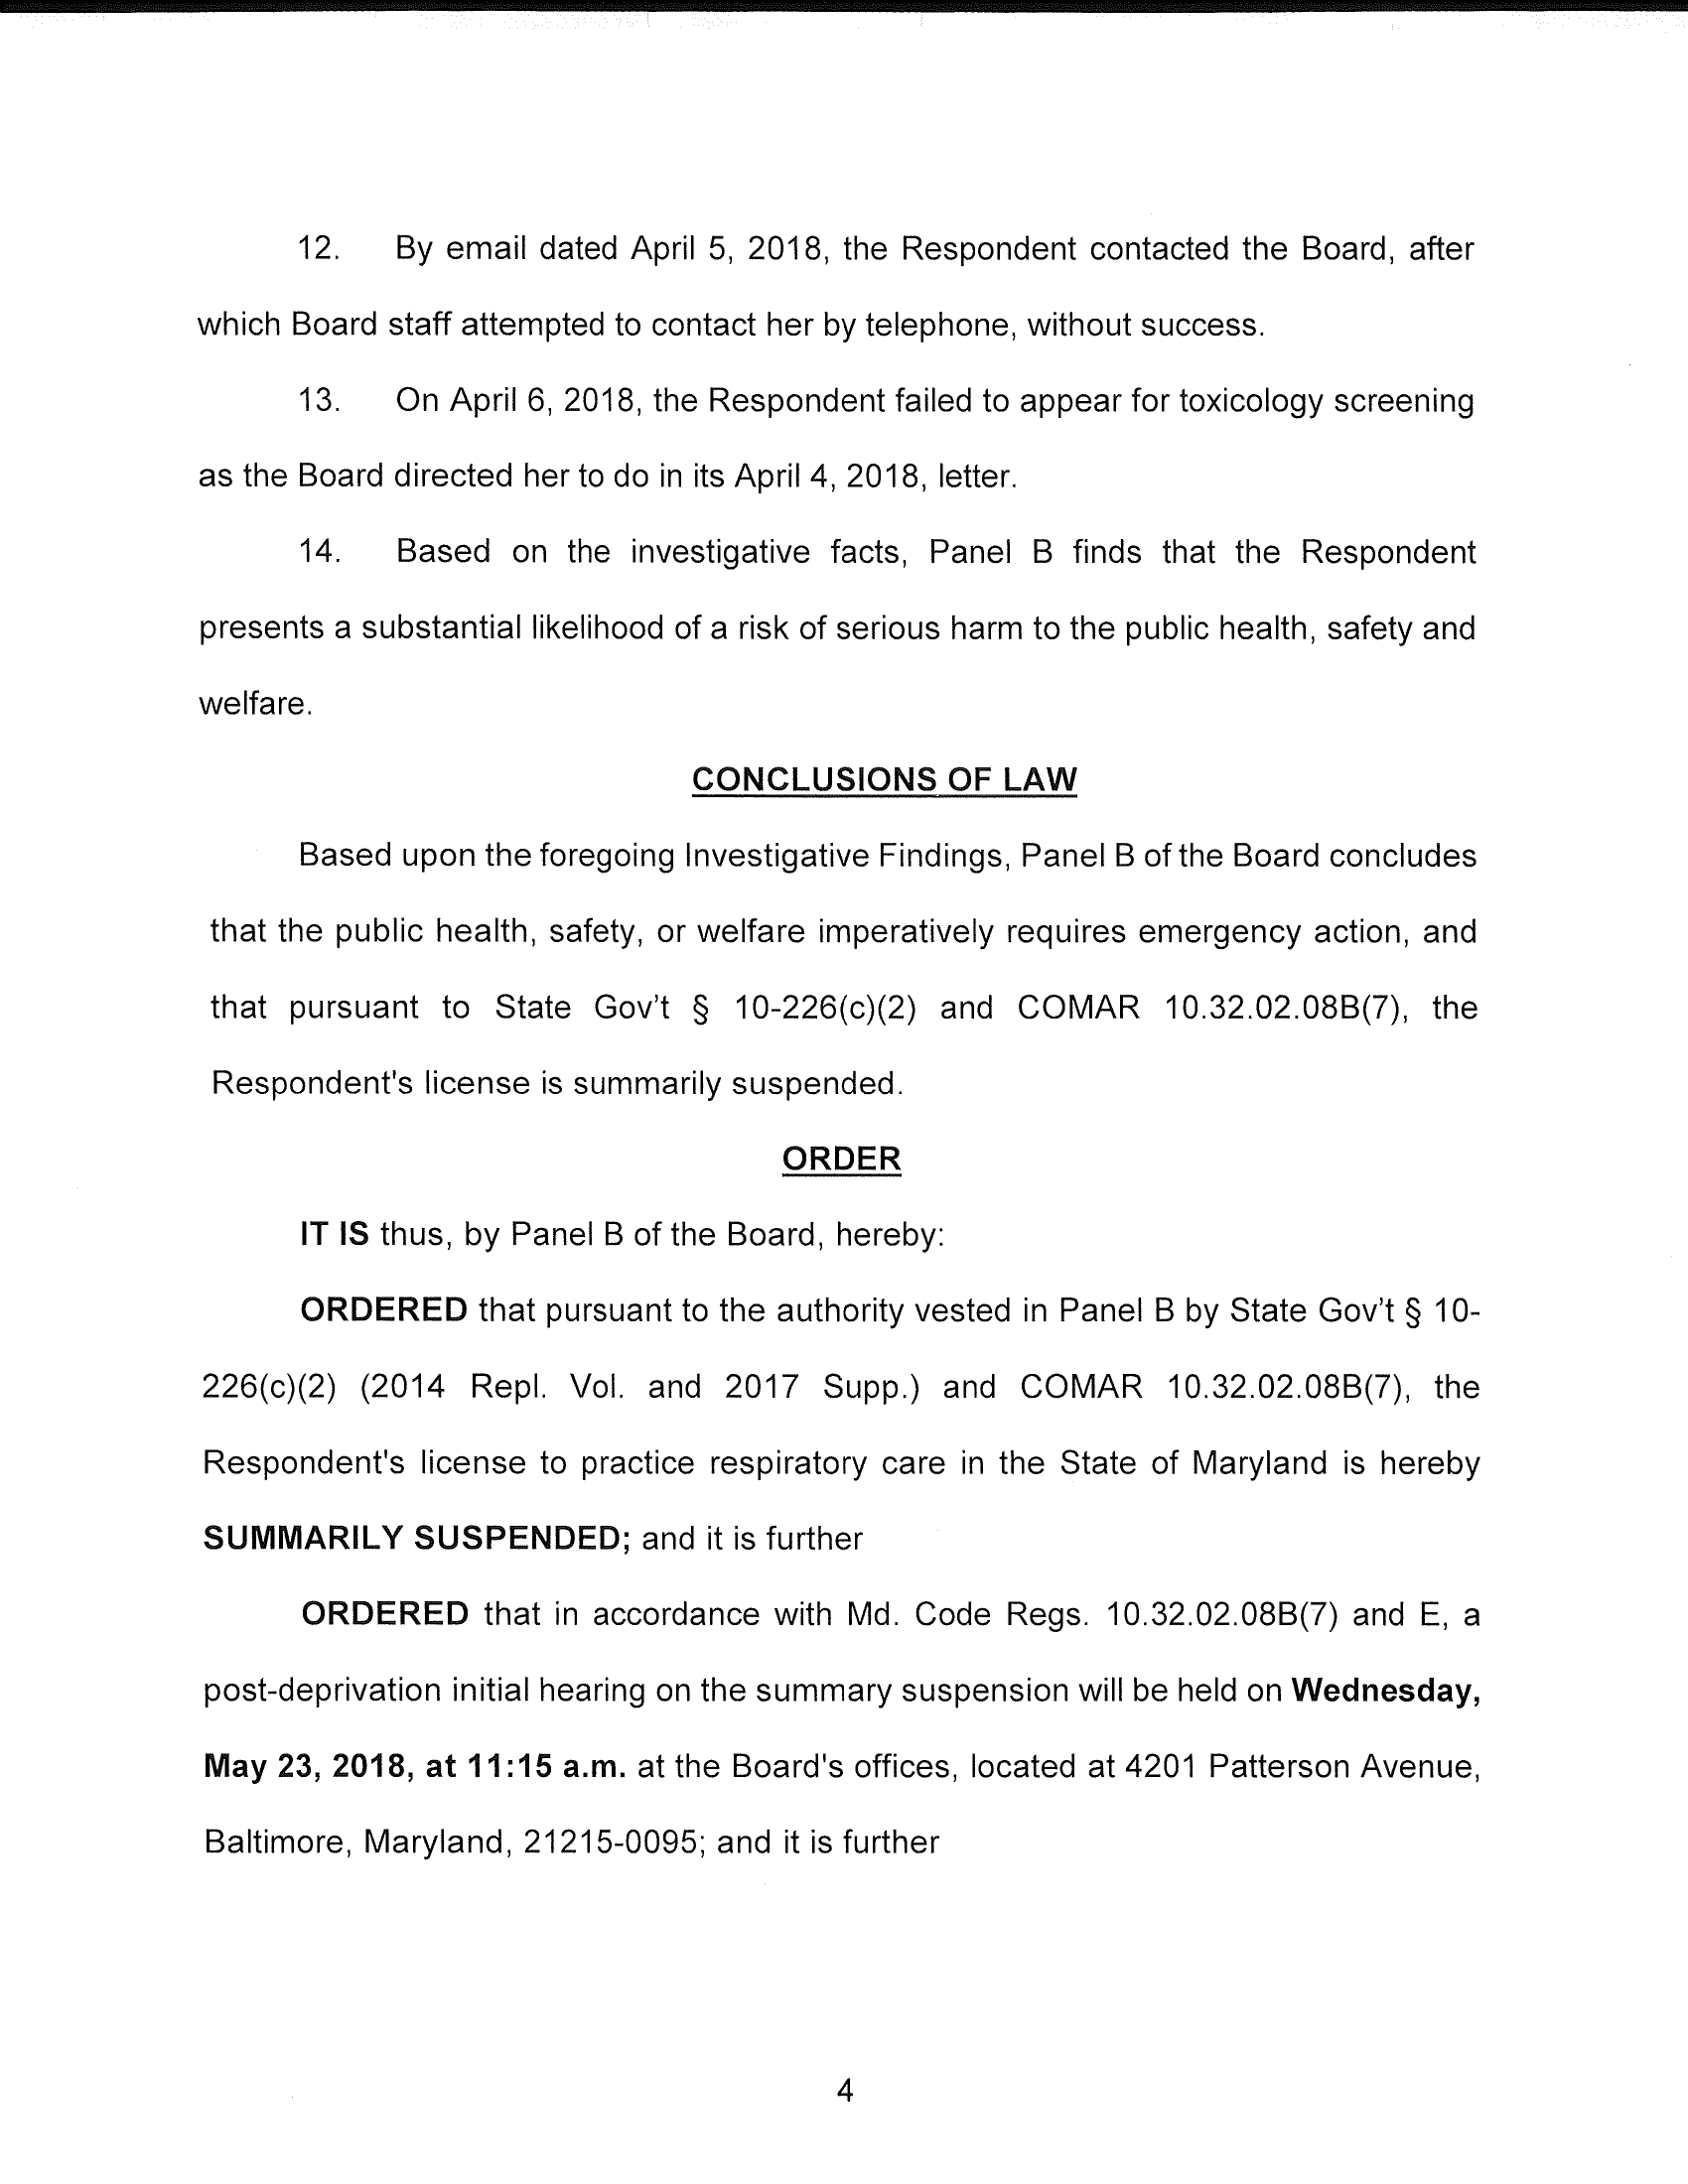 12. By email dated April 5, 2018, the Respondent contacted the Board, after
which Board staff attempted to contact her by telephone, without success.
13. On April 6, 2018, the Respondent failed to appear for toxicology screening
as the Board directed her to do in its April 4, 2018, letter.
14. Based on the investigative facts, Panel B finds that the Respondent
presents a substantial likelihood of a risk of serious harm to the public health, safety and
welfare.
CONCLUSIONS OF LAW
Based upon the foregoing Investigative Findings, Panel B of the Board concludes
that the public health, safety, or welfare imperatively requires emergency action, and
that pursuant to State Gov't § 10-226(c)(2) and COMAR 10.32.02.08B(7), the
Respondent's license is summarily suspended.
ORDER
IT IS thus, by Panel B of the Board, hereby:
ORDERED that pursuant to the authority vested in Panel B by State Gov't § 10-
226(c)(2) (2014 Repl. Vol. and 2017 Supp.) and COMAR 10.32.02.08B(7), the
Respondent's license to practice respiratory care in the State of Maryland is hereby
SUMMARILY SUSPENDED; and it is further
ORDERED that in accordance with Md. Code Regs. 10.32.02.08B(7) and E, a
post-deprivation initial hearing on the summary suspension will be held on Wednesday,
May 23, 2018, at 11:15 a.m. at the Board's offices, located at 4201 Patterson Avenue,
Baltimore, Maryland, 21215-0095; and it is further
4